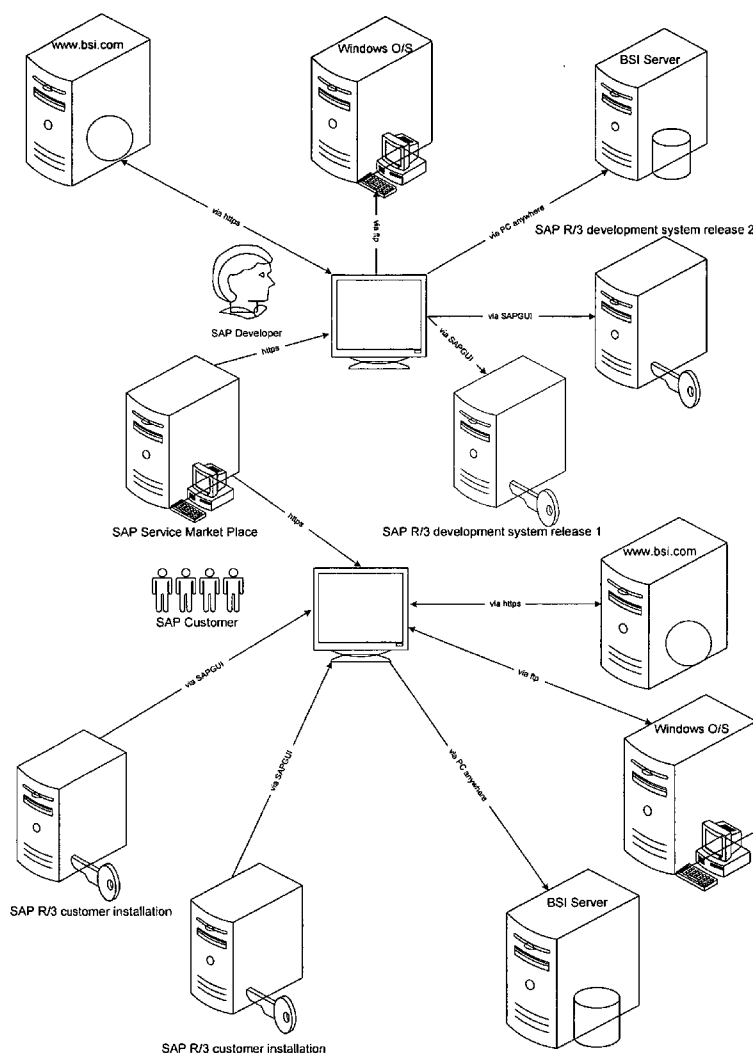 www.bsi.com
Windows O/S
BSI Server
via https
via ftp
via PC anywhere
SAP R/3 development system release 2
SAP Developer
via SAPGUI
https
via SAPGUI
SAP Service Market Place
https
SAP R/3 development system release 1
www.bsi.com
SAP Customer
via https
via ftp
via SAPGUI
Windows O/S
via SAPGUI
via PC anywhere
SAP R/3 customer installation
BSI Server
SAP R/3 customer installation